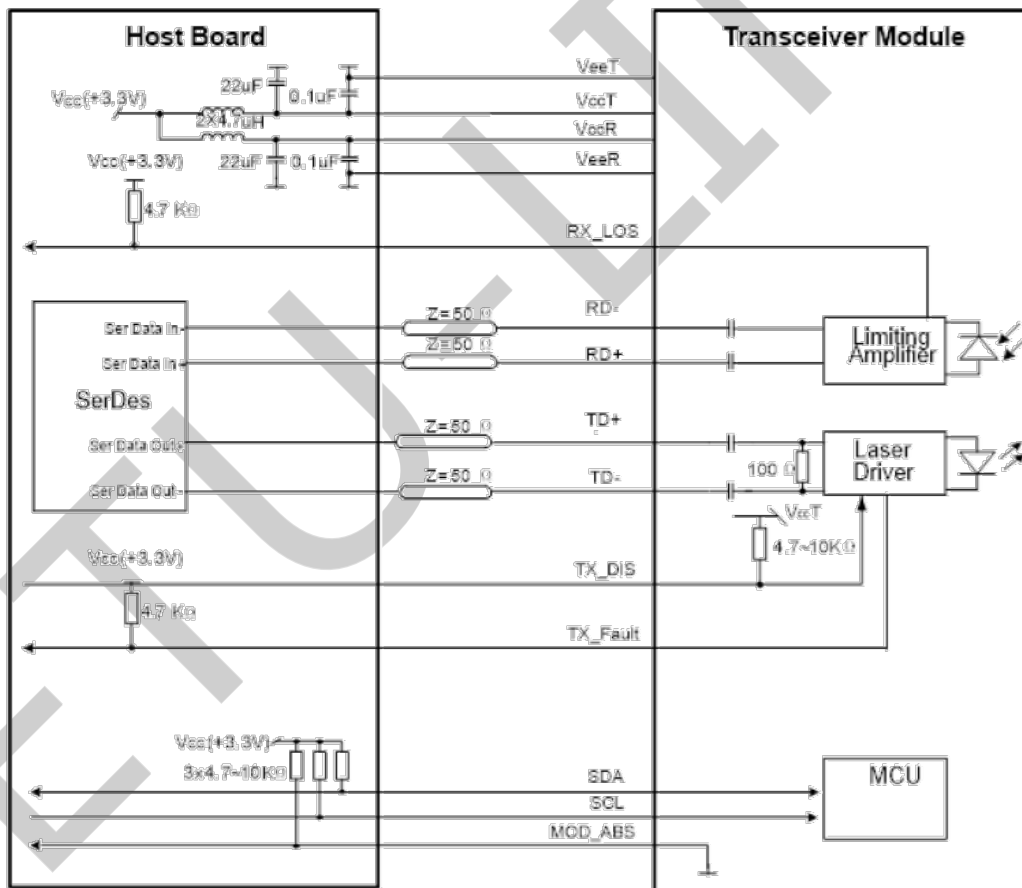 Host Board
Transceiver Module
VeeT
22uF
0.1uF
Vcc(+3.3V)
VccT
2X4.7uH
VccR
Vcc(+3.3V)
22uF
0.1uF
VeeR
4.7 KΩ
RX_LOS
Z=50 Ω
RD-
Ser Data In-
Limiting
Amplifier
Z=50 Ω
RD+
Ser Data In+
SerDes
Z=50 Ω
TD+
Ser Data Out+
Laser
Driver
100 Ω
Z=50 Ω
TD-
Ser Data Out-
VccT
4.7~10KΩ
Vcc(+3.3V)
TX_DIS
4.7 KΩ
TX_Fault
Vcc(+3.3V)
3x4.7~10KΩ
SDA
MCU
SCL
MOD_ABS
ETU-LI